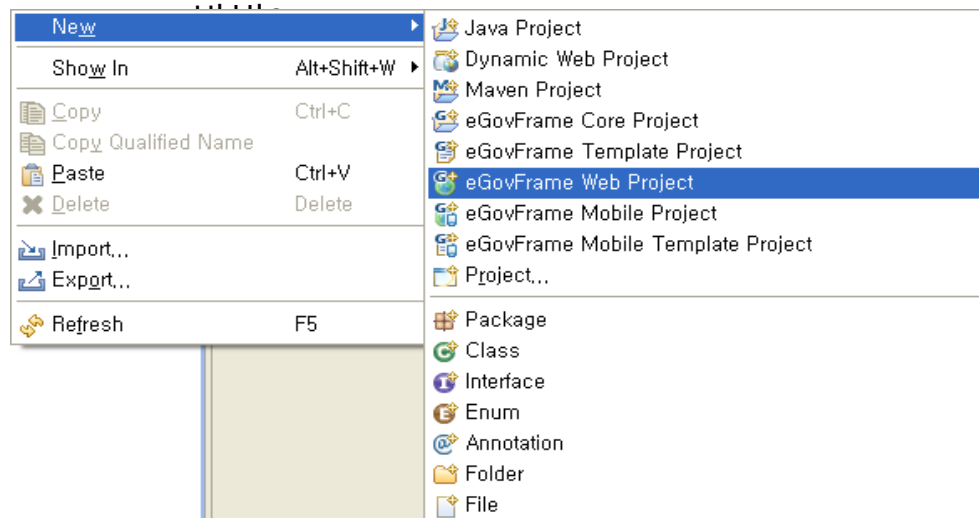 New
Show In Alt+Shift+W
Copy Ctrl+C
Copy Qualified Name
Paste Ctrl+V
Delete Delete
Import...
Export...
Refresh F5
Java Project
Dynamic Web Project
Maven Project
eGovFrame Core Project
eGovFrame Template Project
eGovFrame Web Project
eGovFrame Mobile Project
eGovFrame Mobile Template Project
Project...
Package
Class
Interface
Enum
Annotation
Folder
File